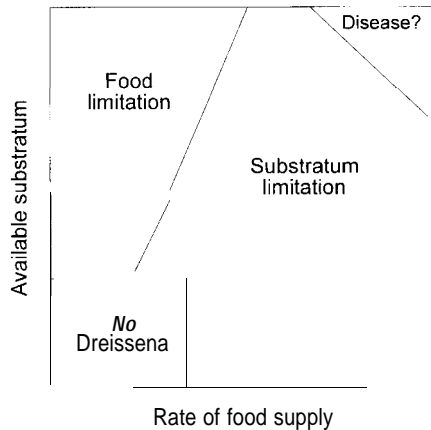 Disease?
Food
limitation
Substratum
limitation
Available substratum
No
Dreissena
Rate of food supply